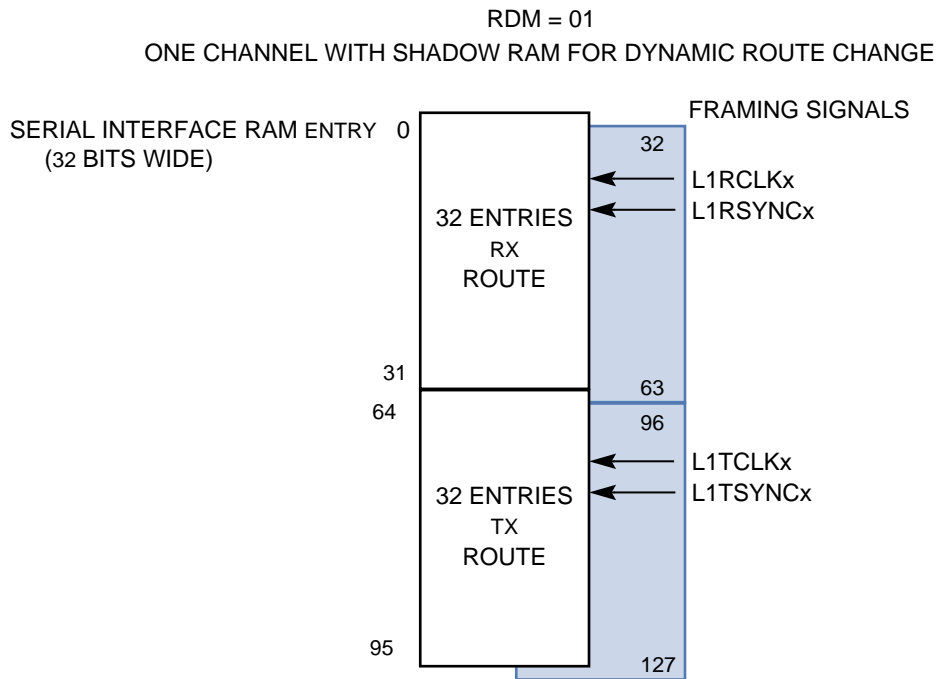 RDM = 01
ONE CHANNEL WITH SHADOW RAM FOR DYNAMIC ROUTE CHANGE
FRAMING SIGNALS
SERIAL INTERFACE RAM ENTRY 0
(32 BITS WIDE)
32
L1RCLKx
L1RSYNCx
32 ENTRIES
RX
ROUTE
31
63
64
96
L1TCLKx
L1TSYNCx
32 ENTRIES
TX
ROUTE
95
127